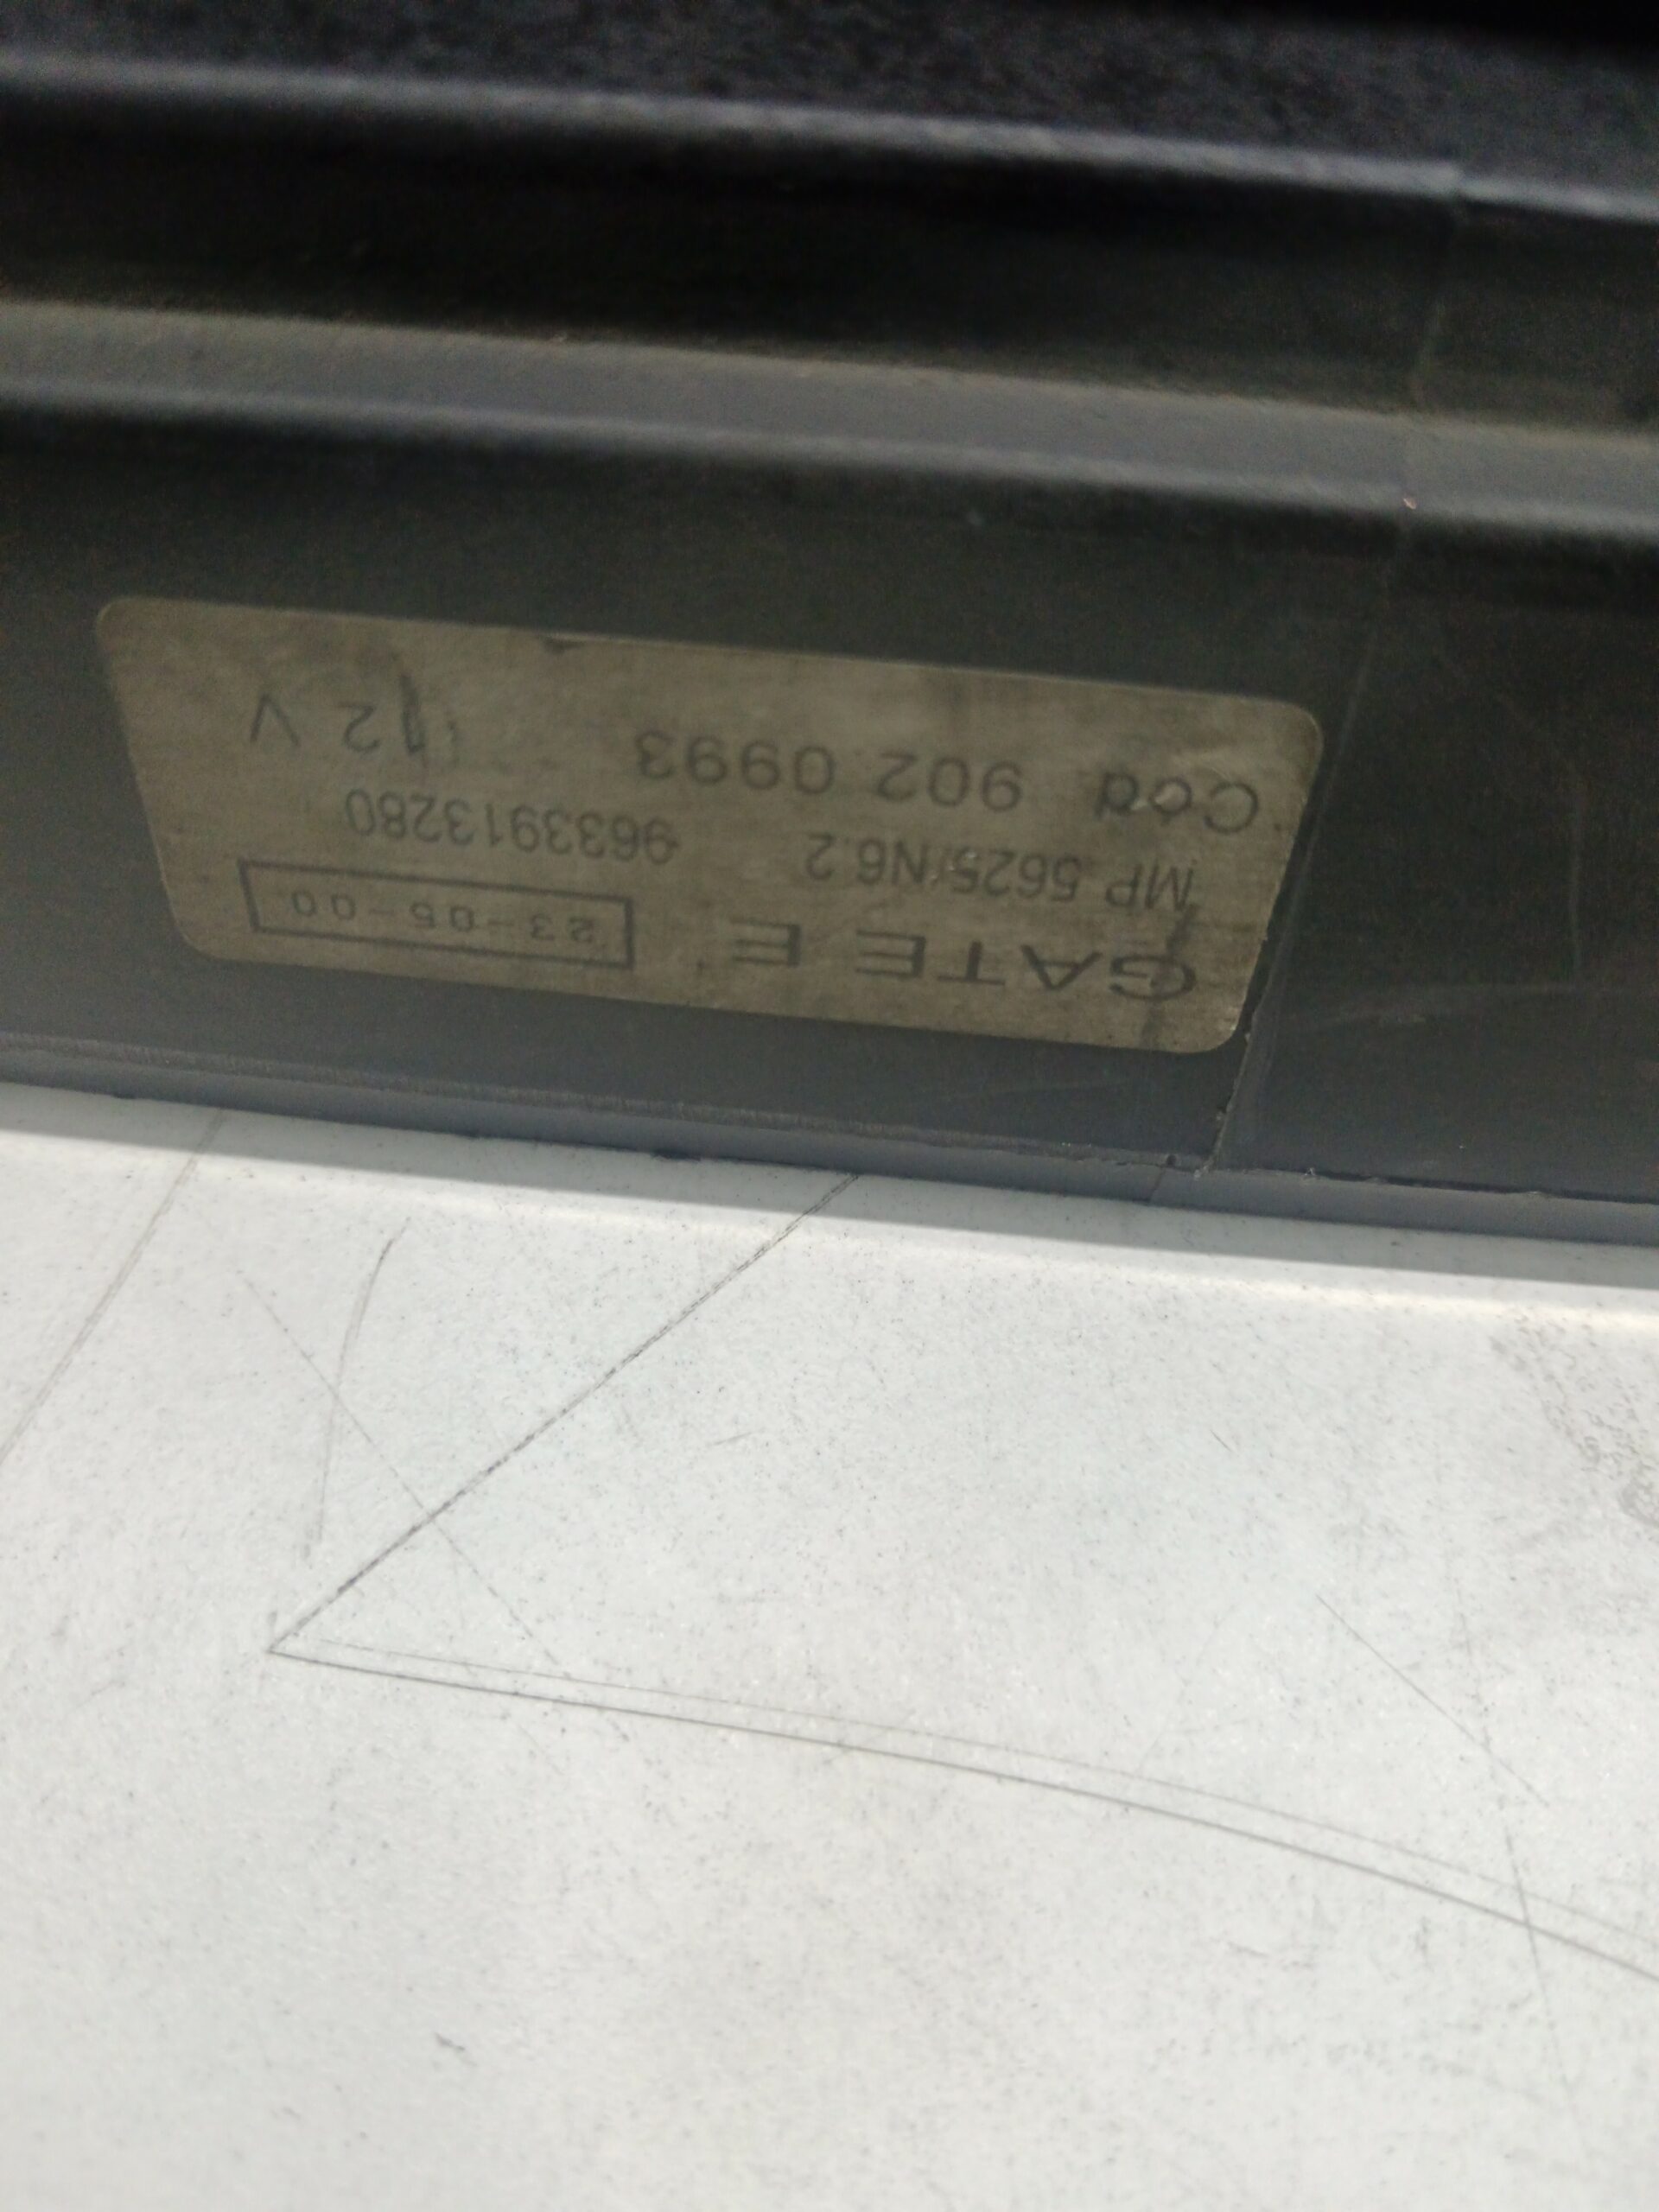 GATE E 23-05-00
MP 5625/N6.2 9633913280
Cod 902 0993 12 V